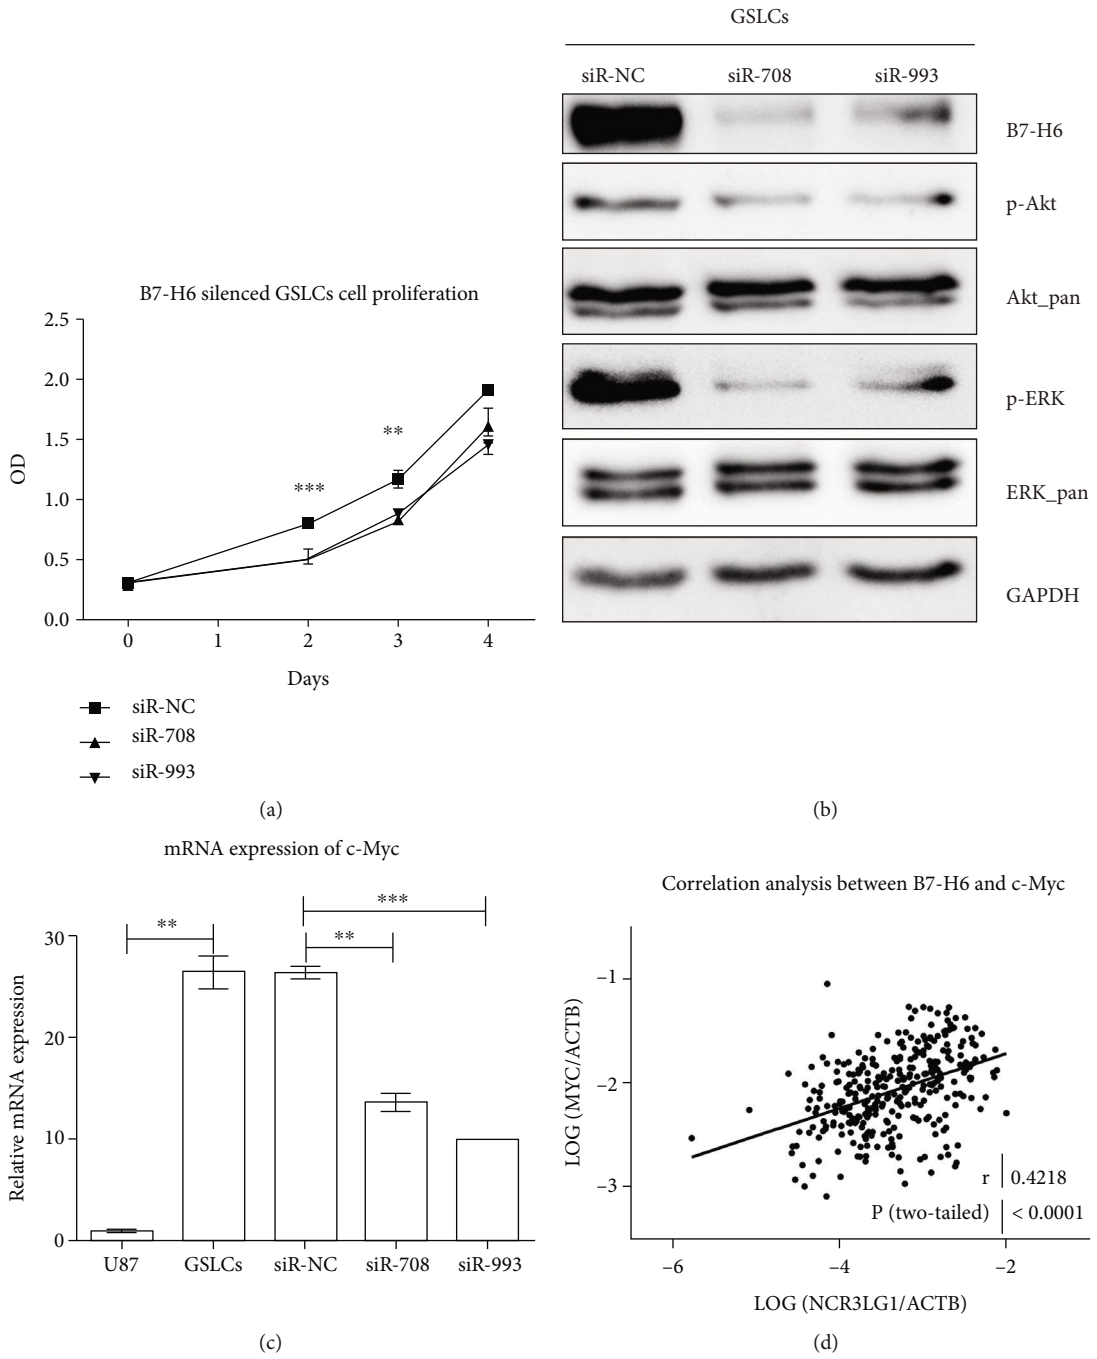 GSLCs
siR-NC siR-708 siR-993
B7-H6
p-Akt
Akt_pan
p-ERK
ERK_pan
GAPDH
(b)
B7-H6 silenced GSLCs cell proliferation
2.5
2.0
1.5
1.0
0.5
0.0
OD
***
**
0 1 2 3 4
Days
siR-NC
siR-708
siR-993
(a)
mRNA expression of c-Myc
***
** **
30
20
10
0
Relative mRNA expression
U87 GSLCs siR-NC siR-708 siR-993
(c)
Correlation analysis between B7-H6 and c-Myc
−1
−2
−3
LOG (MYC/ACTB)
r 0.4218
P (two-tailed) < 0.0001
−6 −4 −2
LOG (NCR3LG1/ACTB)
(d)